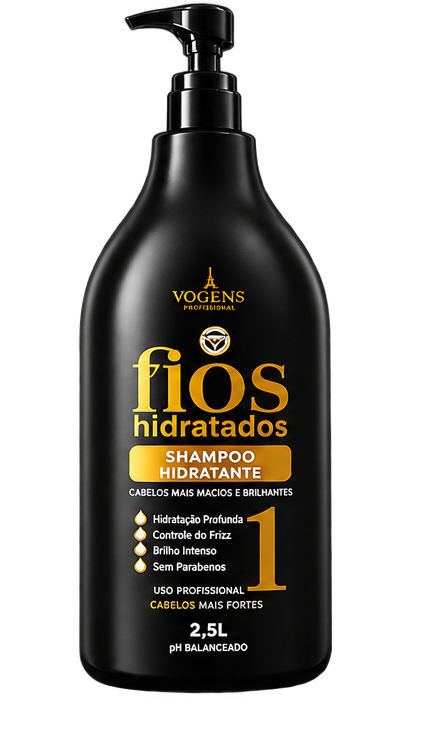 VOGENS
PROFISSIONAL
fios
hidratados
SHAMPOO
HIDRATANTE
CABELOS MAIS MACIOS E BRILHANTES
Hidratação Profunda
Controle do Frizz
Brilho Intenso
Sem Parabenos
1
USO PROFISSIONAL
CABELOS MAIS FORTES
2,5L
pH BALANCEADO